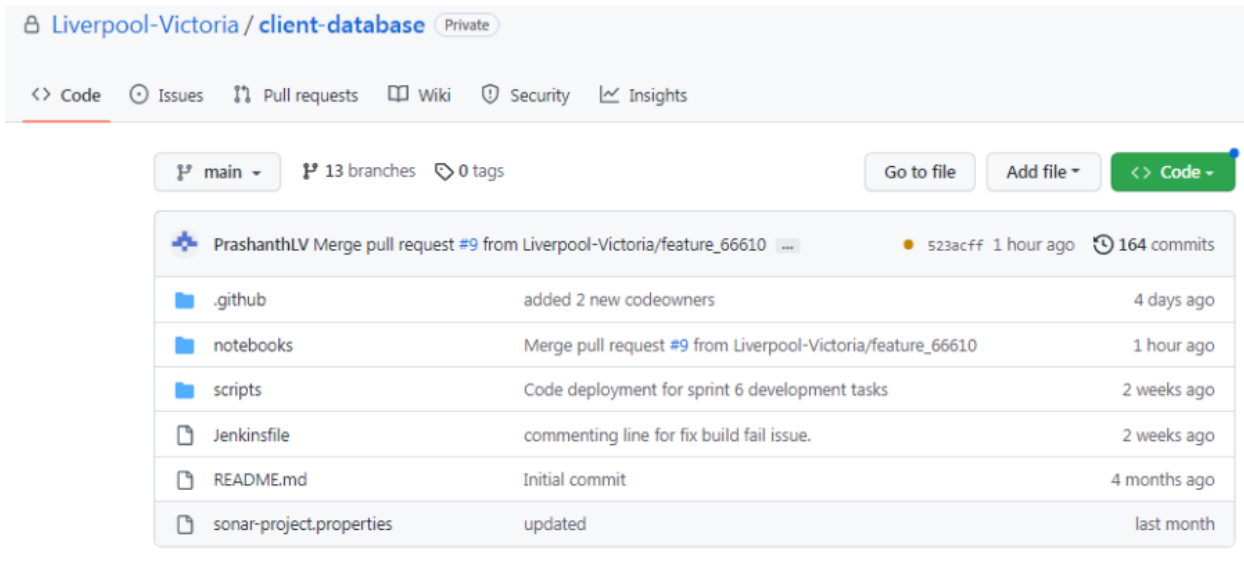 Liverpool-Victoria / client-database Private
<> Code Issues Pull requests Wiki Security Insights
main 13 branches 0 tags Go to file Add file <> Code
PrashanthLV Merge pull request #9 from Liverpool-Victoria/feature_66610 ... 523acff 1 hour ago 164 commits
.github added 2 new codeowners 4 days ago
notebooks Merge pull request #9 from Liverpool-Victoria/feature_66610 1 hour ago
scripts Code deployment for sprint 6 development tasks 2 weeks ago
Jenkinsfile commenting line for fix build fail issue. 2 weeks ago
README.md Initial commit 4 months ago
sonar-project.properties updated last month